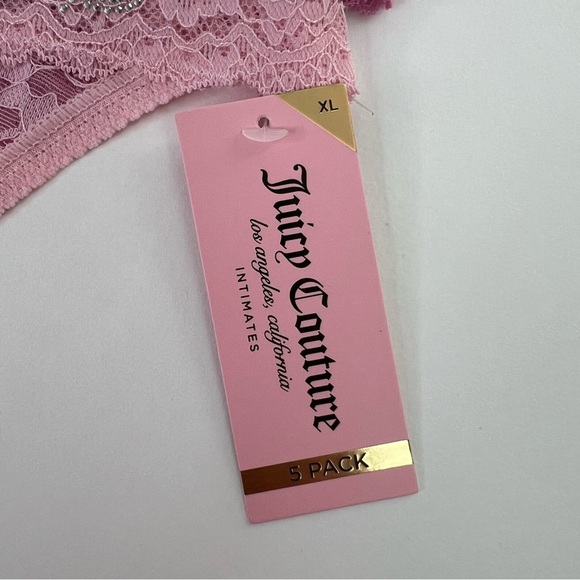 XL
Juicy Couture
los angeles, california
INTIMATES
5 PACK